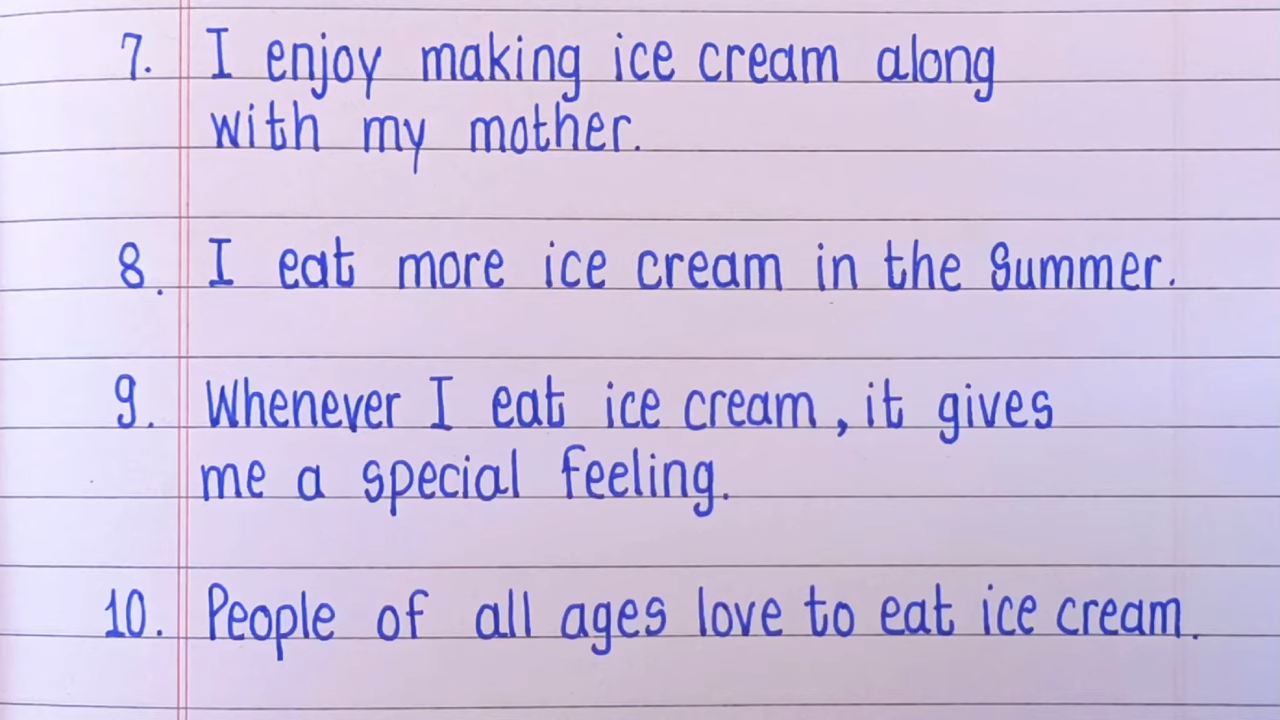 7. I enjoy making ice cream along
with my mother.
8. I eat more ice cream in the Summer.
9. Whenever I eat ice cream, it gives
me a special feeling.
10. People of all ages love to eat ice cream.